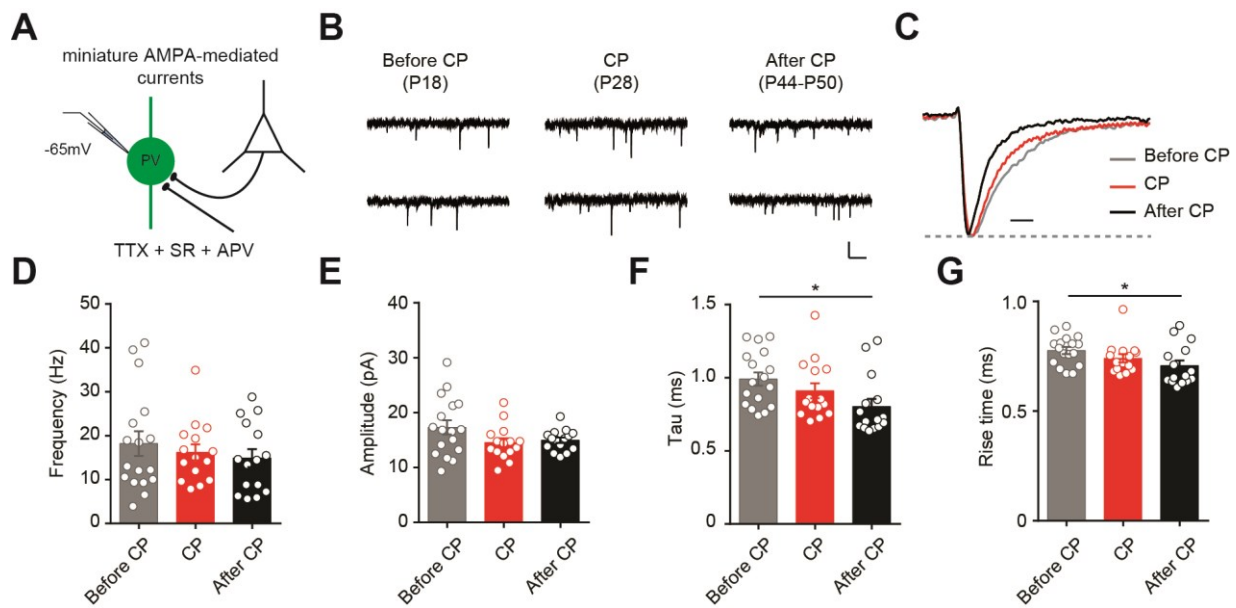 A
miniature AMPA-mediated
currents
-65mV
PV
TTX + SR + APV
B
Before CP
(P18)
CP
(P28)
After CP
(P44-P50)
C
Before CP
CP
After CP
D
Frequency (Hz)
50
40
30
20
10
0
Before CP
CP
After CP
E
Amplitude (pA)
40
30
20
10
0
Before CP
CP
After CP
F
Tau (ms)
1.5
1.0
0.5
0
*
Before CP
CP
After CP
G
Rise time (ms)
1.0
0.5
0
*
Before CP
CP
After CP